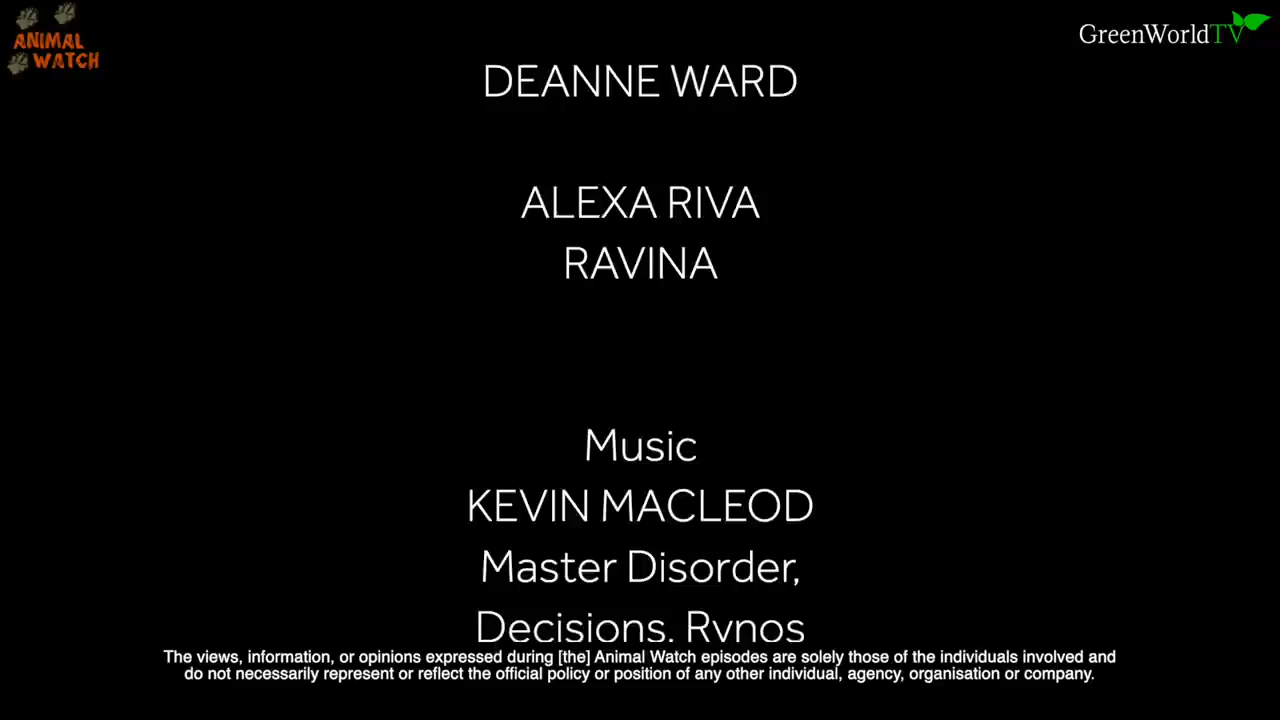 ANIMAL
WATCH
GreenWorldTV
DEANNE WARD
ALEXA RIVA
RAVINA
Music
KEVIN MACLEOD
Master Disorder,
Decisions, Rynos
The views, information, or opinions expressed during [the] Animal Watch episodes are solely those of the individuals involved and
do not necessarily represent or reflect the official policy or position of any other individual, agency, organisation or company.